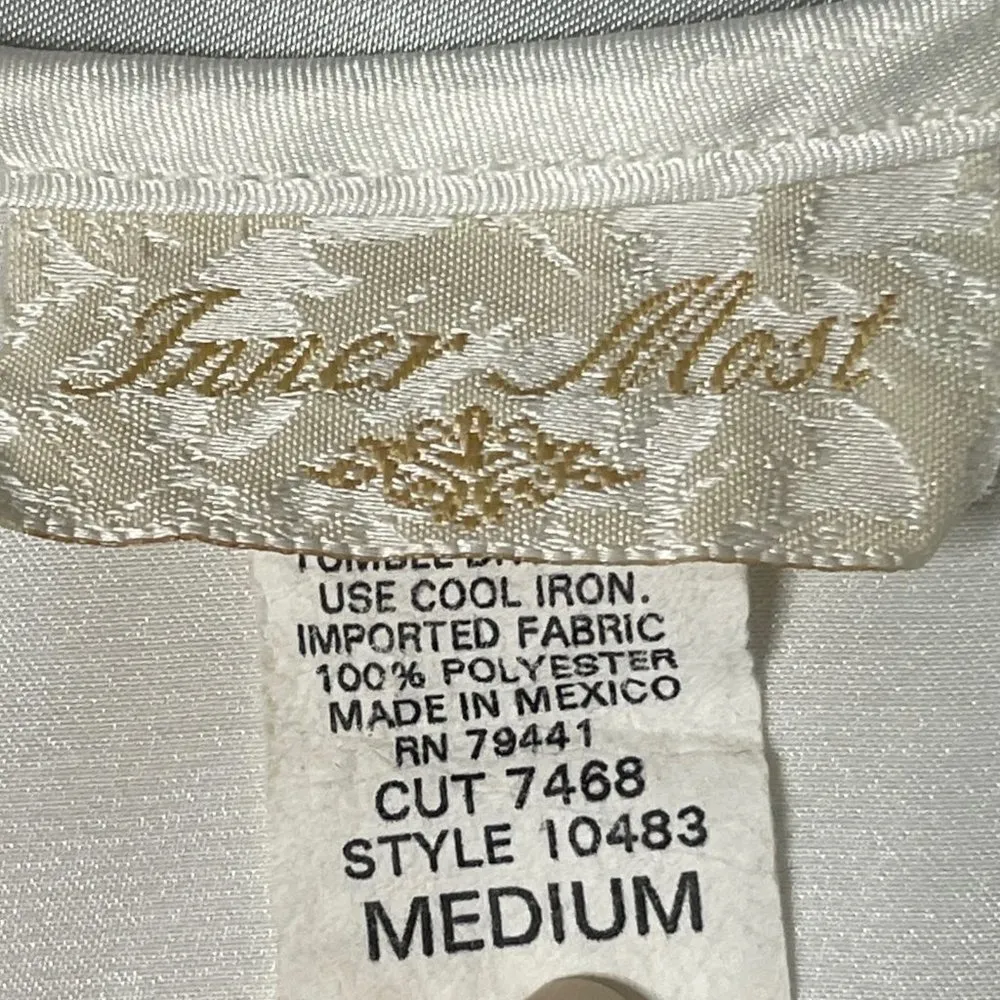 Inner Most
TUMBLE
USE COOL IRON.
IMPORTED FABRIC
100% POLYESTER
MADE IN MEXICO
RN 79441
CUT 7468
STYLE 10483
MEDIUM